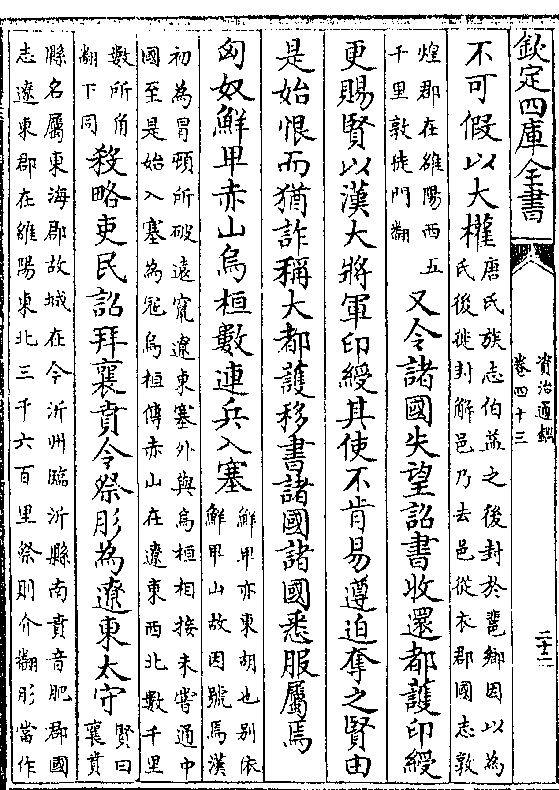 欽定四庫全書
資治通鑑
卷四十三
二十二
不可假以大權
唐氏族志伯益之後封於𨞬鄉因以為
氏後徙封解邑乃去邑從衣郡國志敦
煌郡在維陽西五
千里敦徒門翻
又令諸國失望詔書收還都護印綬
更賜賢以漢大將軍印綬其使不肯易遵迫奪之賢由
是始恨而猶詐稱大都護移書諸國諸國悉服屬焉
匈奴鮮卑赤山烏桓數連兵入塞
鮮卑亦東胡也别依
鮮卑山故因號焉漢
初為冒頓所破遠竄遼東塞外與烏桓相接未嘗通中
國至是始入塞為寇烏桓傳赤山在遼東西北數千里
數所角
翻下同
殺略吏民詔拜襄賁令祭肜為遼東太守
賢曰
襄賁
縣名屬東海郡故城在今沂州臨沂縣南賁音肥郡國
志遼東郡在維陽東北三千六百里祭則介翻肜當作